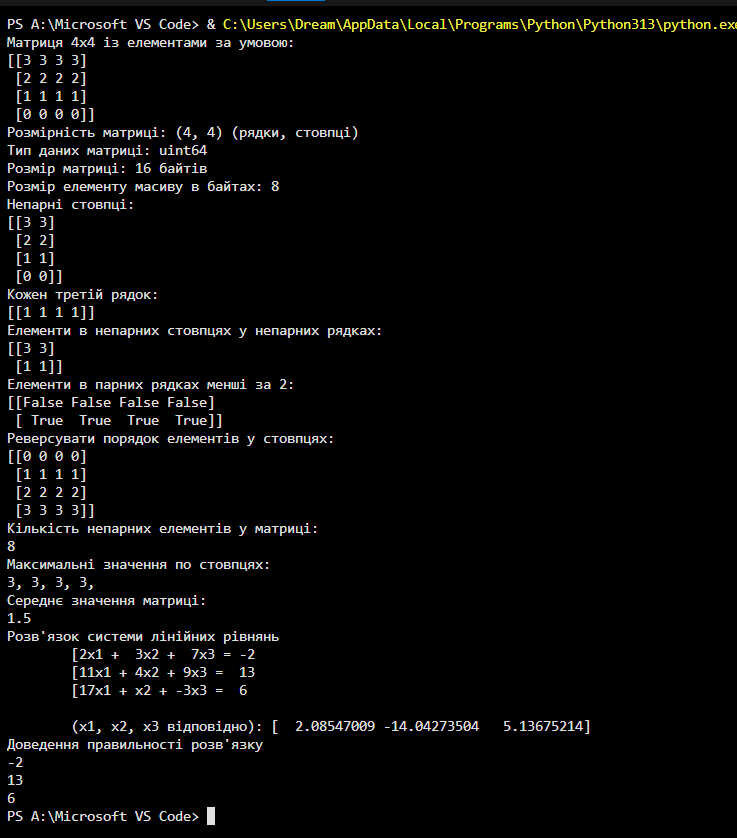 PS A:\Microsoft VS Code> & C:\Users\Dream\AppData\Local\Programs\Python\Python313\python.exe
Матриця 4x4 із елементами за умовою:
[[3 3 3 3]
 [2 2 2 2]
 [1 1 1 1]
 [0 0 0 0]]
Розмірність матриці: (4, 4) (рядки, стовпці)
Тип даних матриці: uint64
Розмір матриці: 16 байтів
Розмір елементу масиву в байтах: 8
Непарні стовпці:
[[3 3]
 [2 2]
 [1 1]
 [0 0]]
Кожен третій рядок:
[[1 1 1 1]]
Елементи в непарних стовпцях у непарних рядках:
[[3 3]
 [1 1]]
Елементи в парних рядках менші за 2:
[[False False False False]
 [ True  True  True  True]]
Реверсувати порядок елементів у стовпцях:
[[0 0 0 0]
 [1 1 1 1]
 [2 2 2 2]
 [3 3 3 3]]
Кількість непарних елементів у матриці:
8
Максимальні значення по стовпцях:
3, 3, 3, 3,
Середнє значення матриці:
1.5
Розв'язок системи лінійних рівнянь
        [2x1 +  3x2 +  7x3 = -2
        [11x1 + 4x2 + 9x3 =  13
        [17x1 + x2 + -3x3 =  6
        (x1, x2, x3 відповідно): [  2.08547009 -14.04273504   5.13675214]
Доведення правильності розв'язку
-2
13
6
PS A:\Microsoft VS Code>